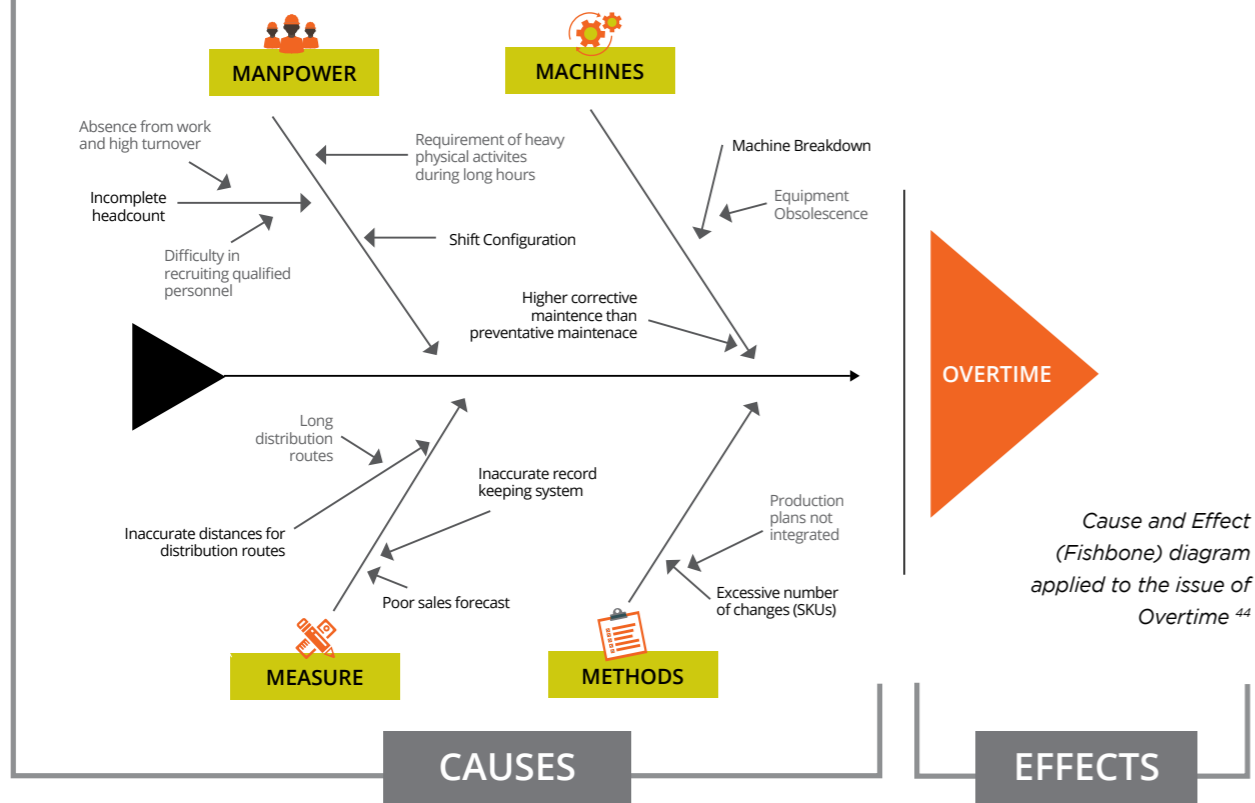 MANPOWER
MACHINES
Absence from work
and high turnover
Requirement of heavy
physical activites
during long hours
Machine Breakdown
Incomplete
headcount
Equipment
Obsolescence
Shift Configuration
Difficulty in
recruiting qualified
personnel
Higher corrective
maintence than
preventative maintenace
OVERTIME
Long
distribution
routes
Inaccurate record
keeping system
Inaccurate distances for
distribution routes
Production
plans not
integrated
Poor sales forecast
Excessive number
of changes (SKUs)
Cause and Effect
(Fishbone) diagram
applied to the issue of
Overtime 44
MEASURE
METHODS
CAUSES
EFFECTS